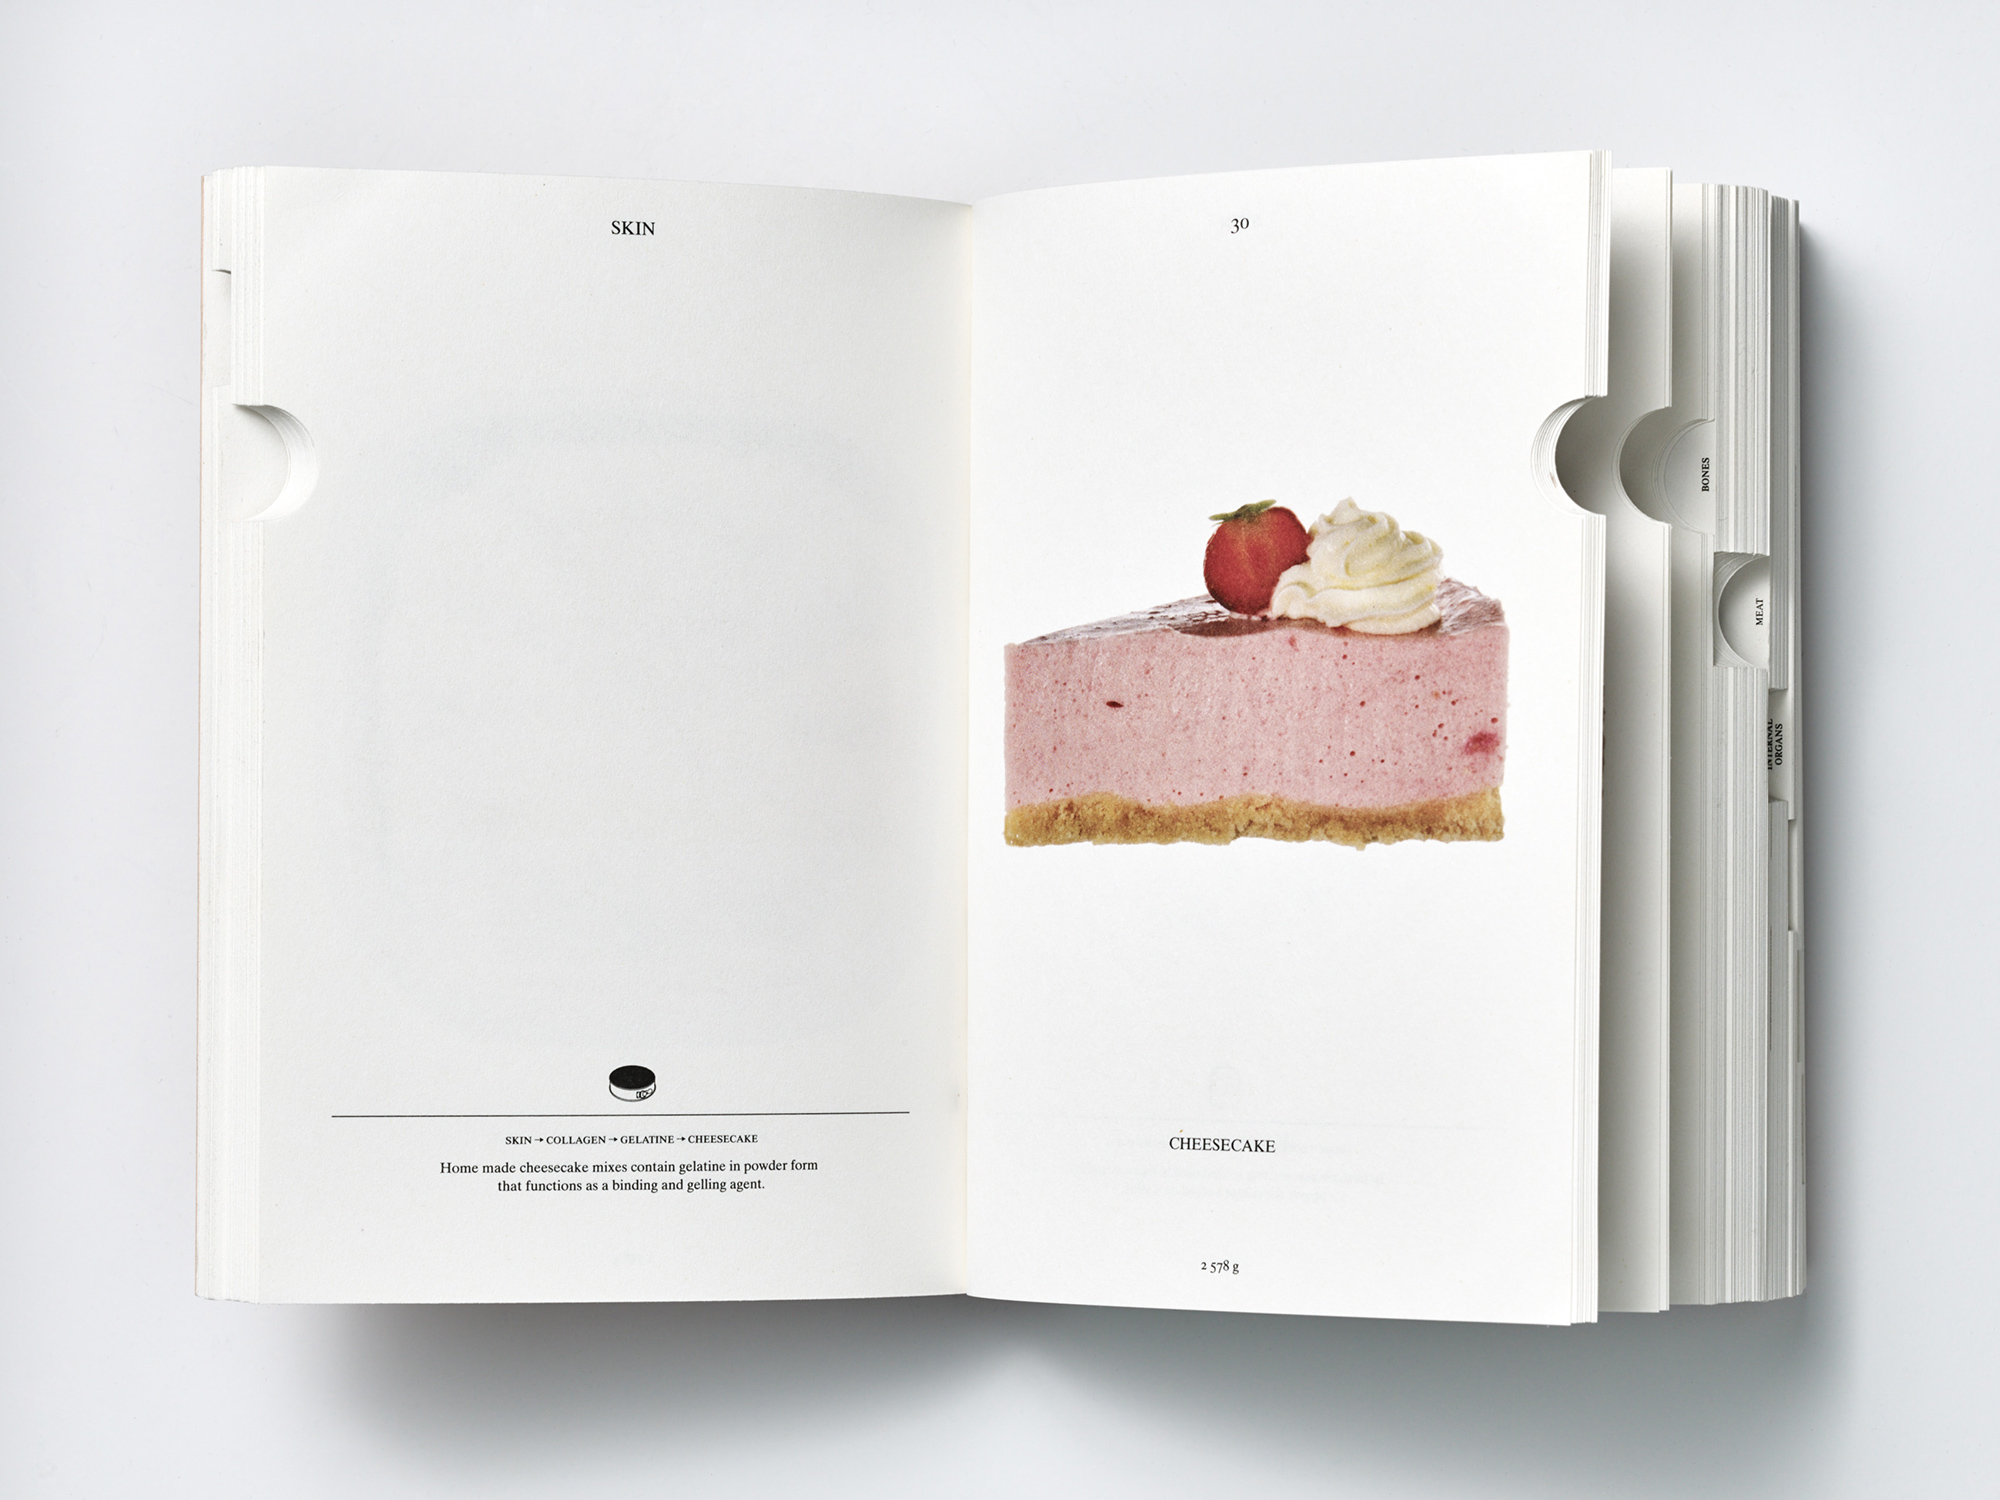 SKIN
SKIN → COLLAGEN → GELATINE → CHEESECAKE
Home made cheesecake mixes contain gelatine in powder form
that functions as a binding and gelling agent.
30
CHEESECAKE
2 578 g
BONES
MEAT
INTERNAL
ORGANS